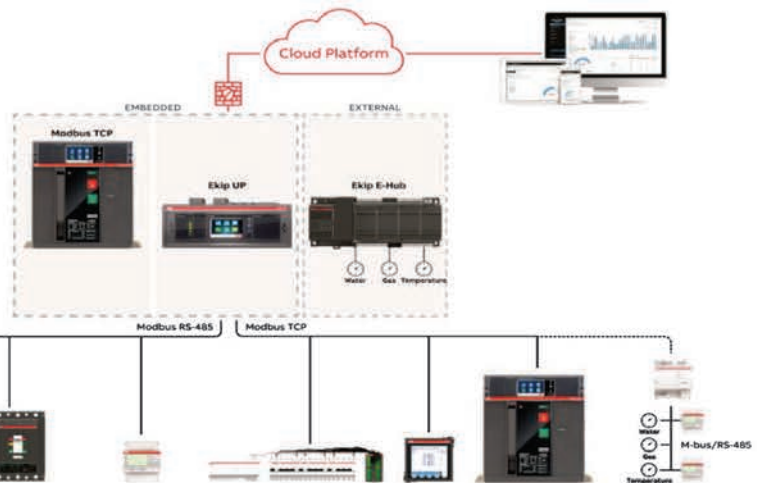 Cloud Platform
EMBEDDED
EXTERNAL
Modbus TCP
Ekip UP
Ekip E-Hub
Water
Gas
Temperature
Modbus RS-485
Modbus TCP
Water
Gas
Temperature
M-bus/RS-485